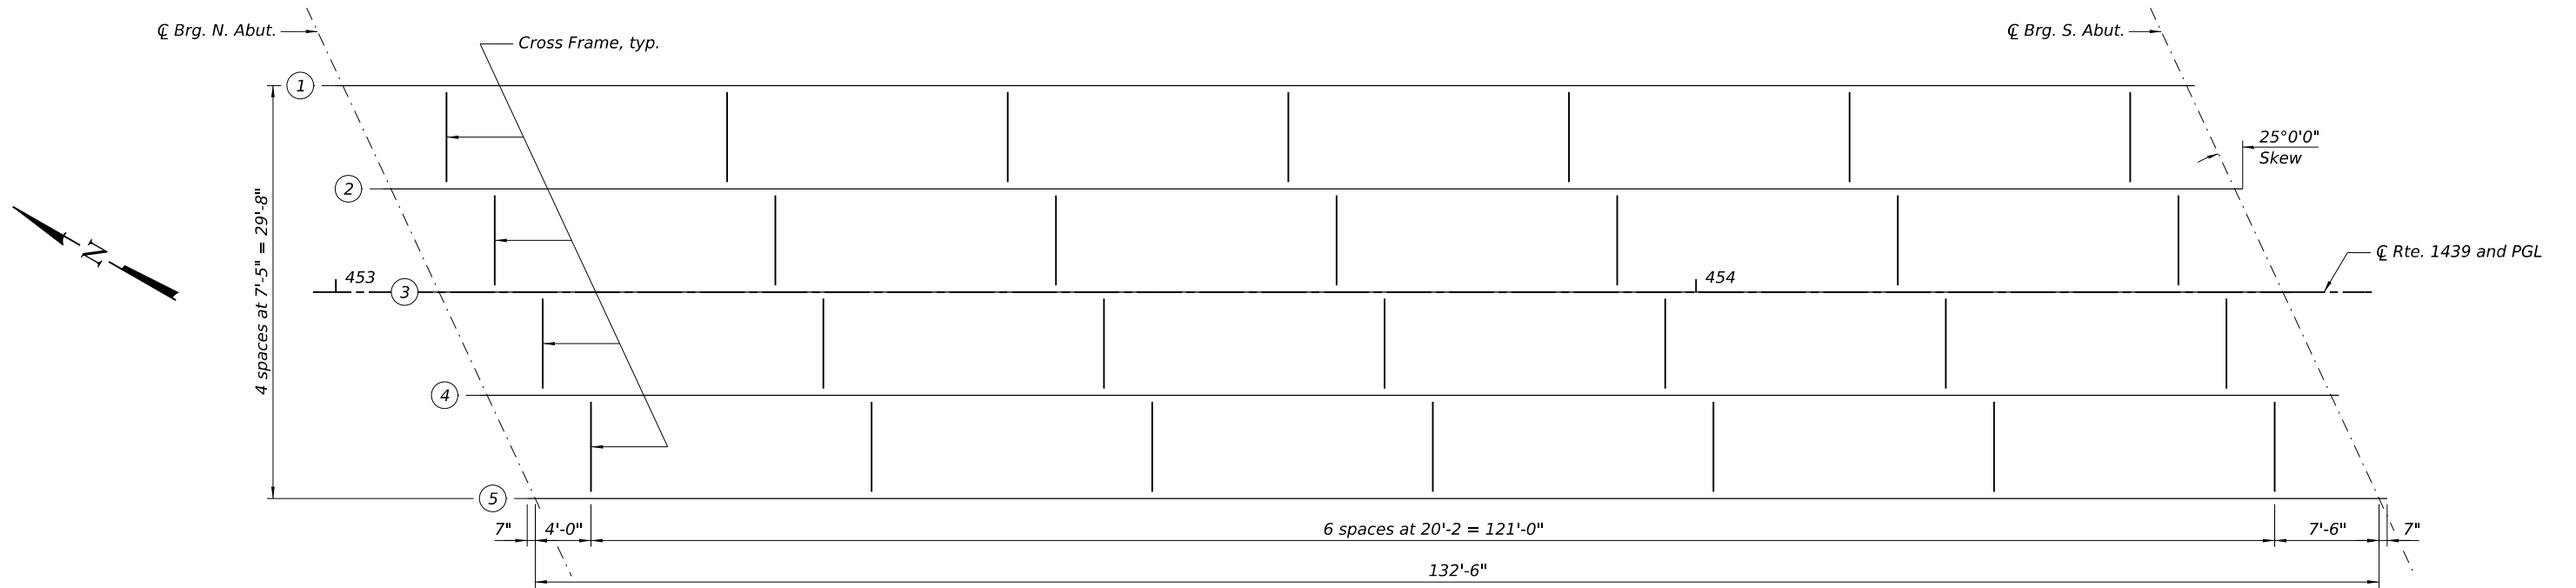 ℄ Brg. N. Abut.
℄ Brg. S. Abut.
Cross Frame, typ.
1
25°0'0"
Skew
2
4 spaces at 7'-5" = 29'-8"
N
℄ Rte. 1439 and PGL
453
454
3
4
5
7"
4'-0"
6 spaces at 20'-2 = 121'-0"
7'-6"
7"
132'-6"